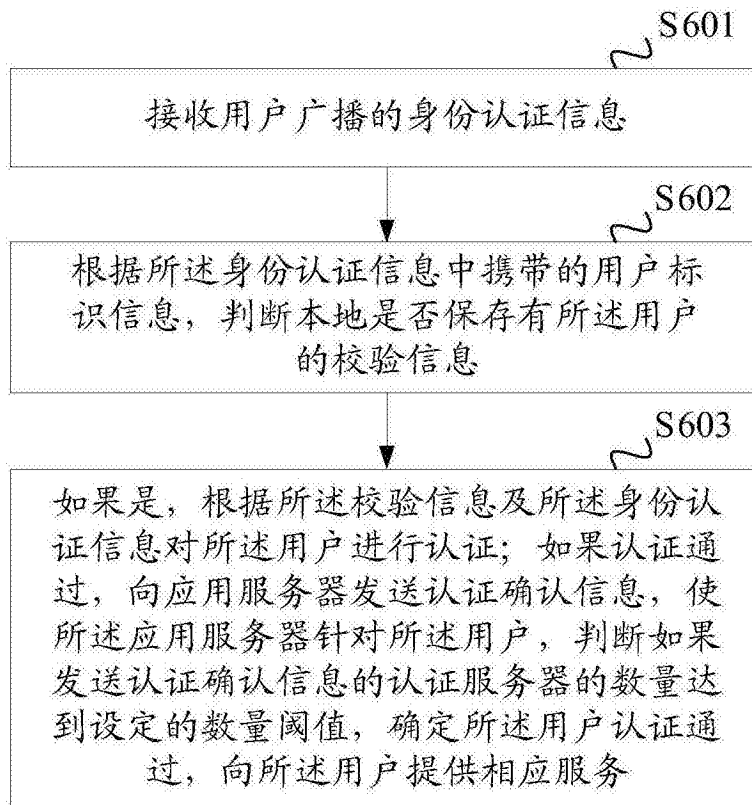 S601
接收用户广播的身份认证信息
S602
根据所述身份认证信息中携带的用户标
识信息，判断本地是否保存有所述用户
的校验信息
S603
如果是，根据所述校验信息及所述身份认
证信息对所述用户进行认证；如果认证通
过，向应用服务器发送认证确认信息，使
所述应用服务器针对所述用户，判断如果
发送认证确认信息的认证服务器的数量达
到设定的数量阈值，确定所述用户认证通
过，向所述用户提供相应服务